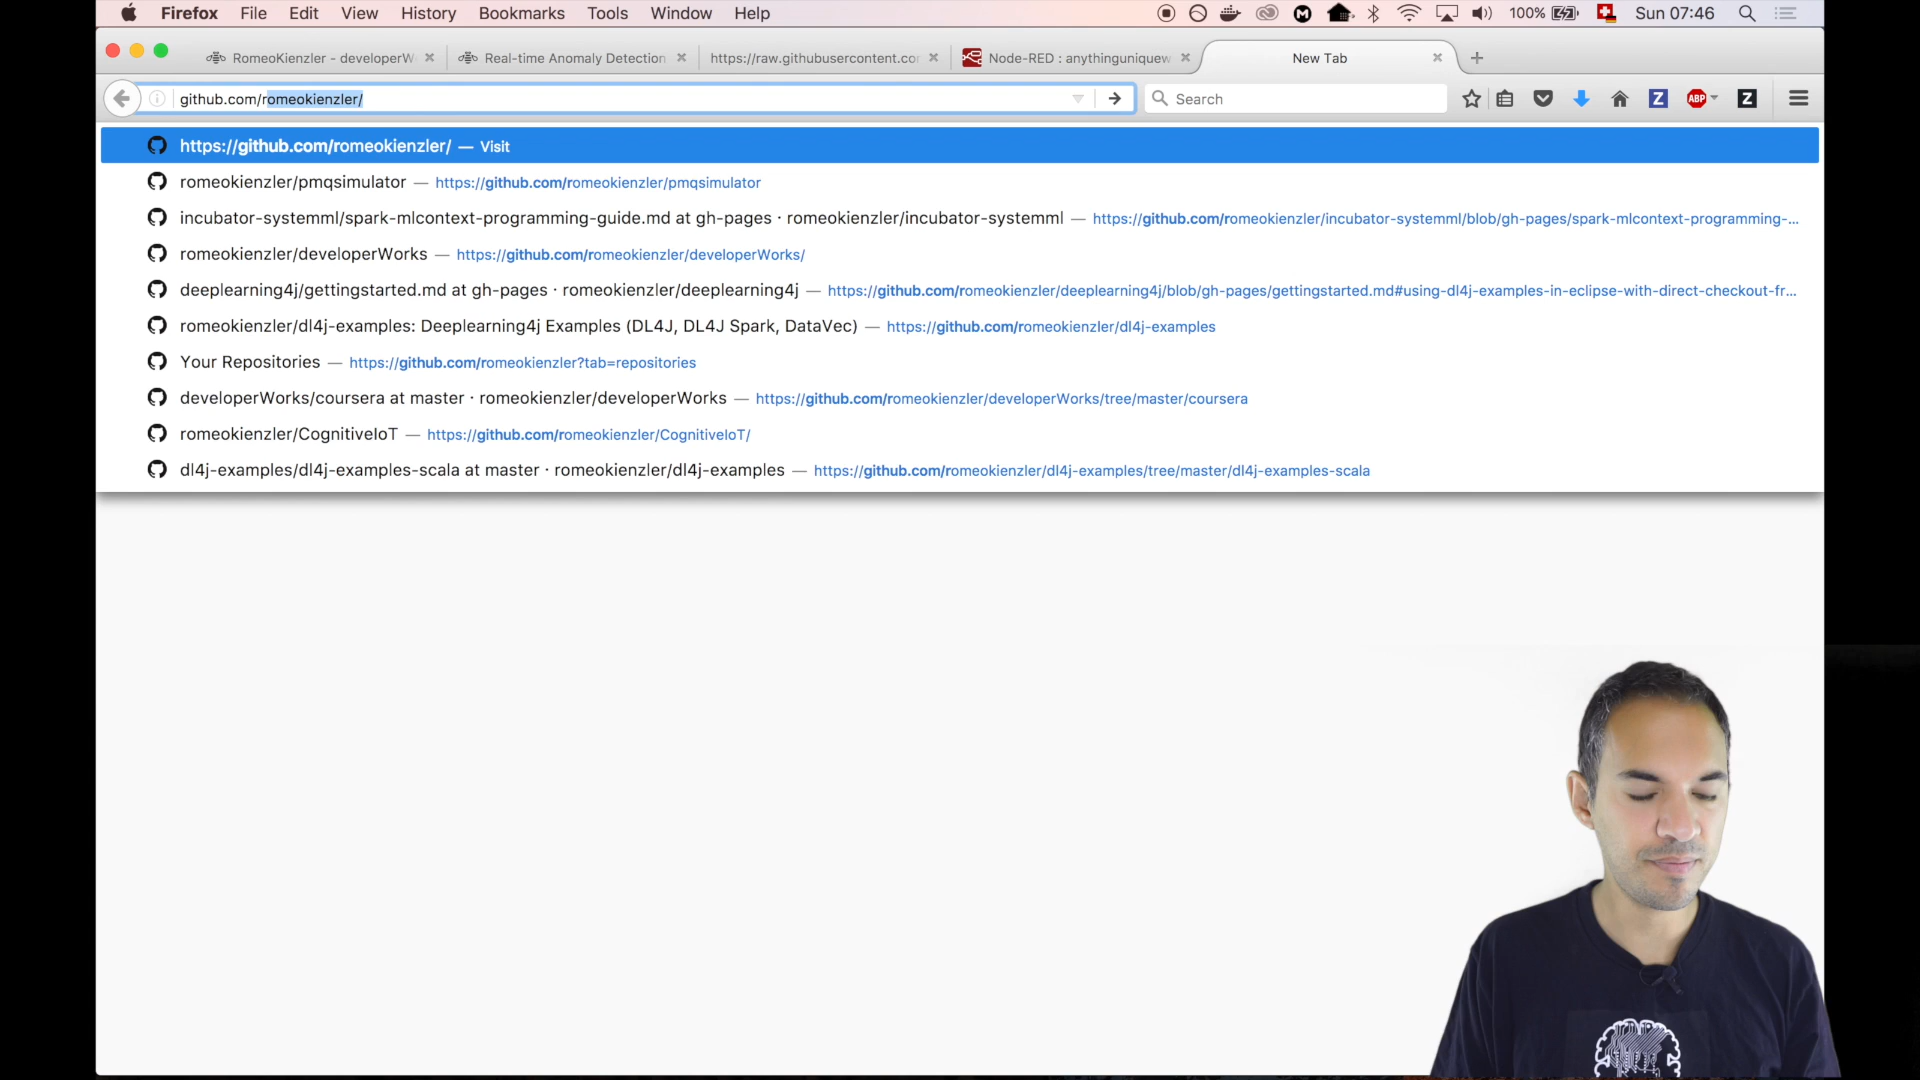 Firefox File Edit View History Bookmarks Tools Window Help 100% Sun 07:46
RomeoKienzler - developerW Real-time Anomaly Detection https://raw.githubusercontent.cor Node-RED : anythinguniquew New Tab
github.com/romeokienzler/ Search Z ABP Z
https://github.com/romeokienzler/ — Visit
romeokienzler/pmqsimulator — https://github.com/romeokienzler/pmqsimulator
incubator-systemml/spark-mlcontext-programming-guide.md at gh-pages · romeokienzler/incubator-systemml — https://github.com/romeokienzler/incubator-systemml/blob/gh-pages/spark-mlcontext-programming-...
romeokienzler/developerWorks — https://github.com/romeokienzler/developerWorks/
deeplearning4j/gettingstarted.md at gh-pages · romeokienzler/deeplearning4j — https://github.com/romeokienzler/deeplearning4j/blob/gh-pages/gettingstarted.md#using-dl4j-examples-in-eclipse-with-direct-checkout-fr...
romeokienzler/dl4j-examples: Deeplearning4j Examples (DL4J, DL4J Spark, DataVec) — https://github.com/romeokienzler/dl4j-examples
Your Repositories — https://github.com/romeokienzler?tab=repositories
developerWorks/coursera at master · romeokienzler/developerWorks — https://github.com/romeokienzler/developerWorks/tree/master/coursera
romeokienzler/CognitiveIoT — https://github.com/romeokienzler/CognitiveIoT/
dl4j-examples/dl4j-examples-scala at master · romeokienzler/dl4j-examples — https://github.com/romeokienzler/dl4j-examples/tree/master/dl4j-examples-scala